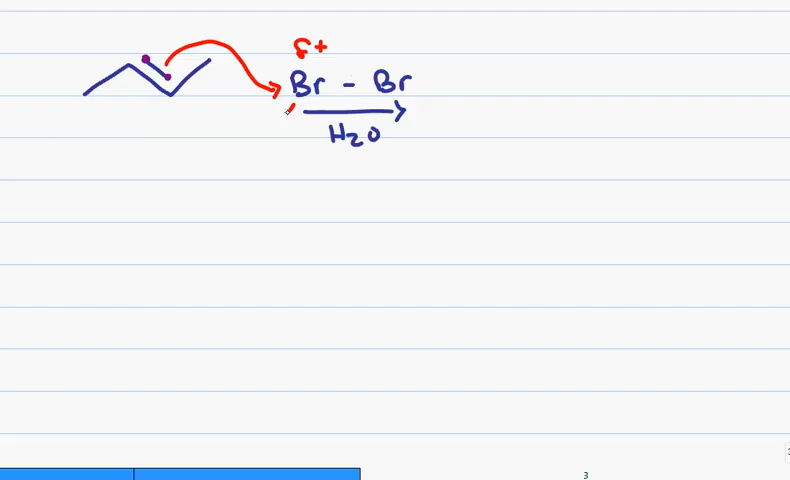 δ+
Br - Br
H2O
3